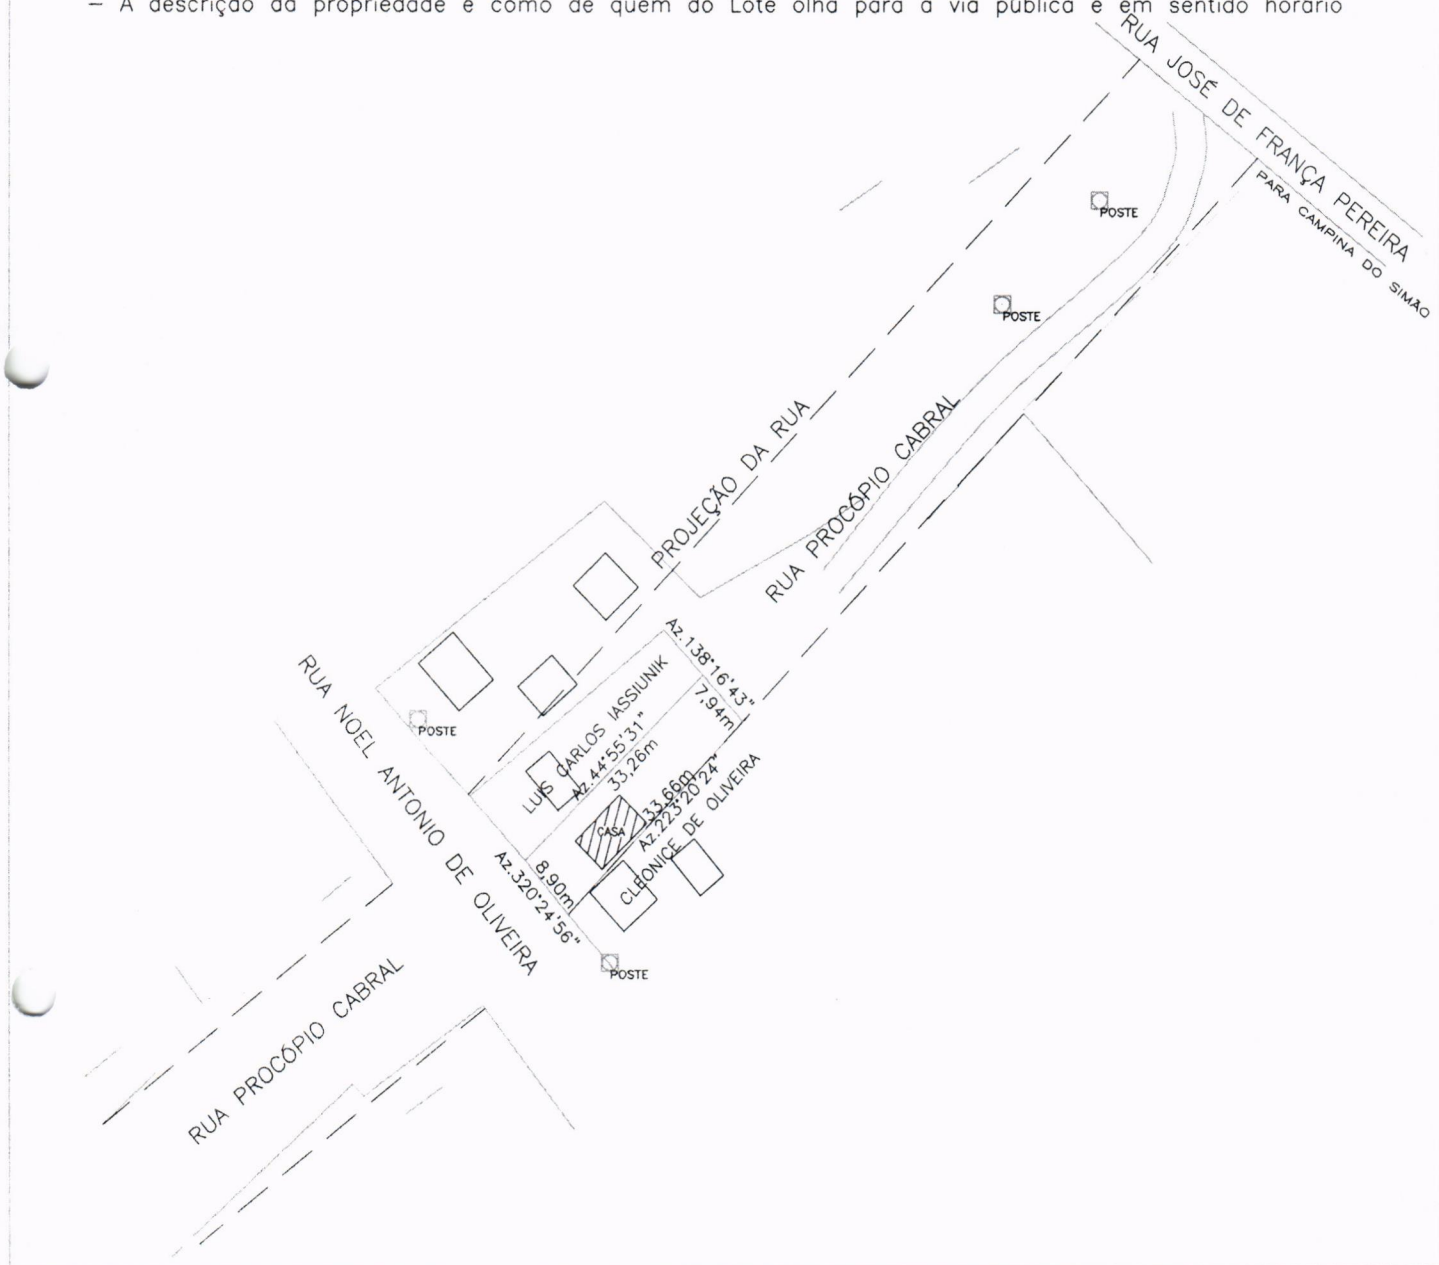 – A descrição da propriedade é como de quem do Lote olha para a via pública e em sentido horário
RUA JOSÉ DE FRANÇA PEREIRA
PARA CAMPINA DO SIMÃO
POSTE
POSTE
PROJEÇÃO DA RUA
RUA PROCÓPIO CABRAL
Az.138°16'43"
7,94m
RUA NOEL ANTONIO DE OLIVEIRA
POSTE
LUIS CARLOS IASSIUNIK
Az.44°55'31"
33,26m
CASA
33,66m
Az.223°20'24"
CLEONICE DE OLIVEIRA
8,90m
Az.320°24'56"
POSTE
RUA PROCÓPIO CABRAL